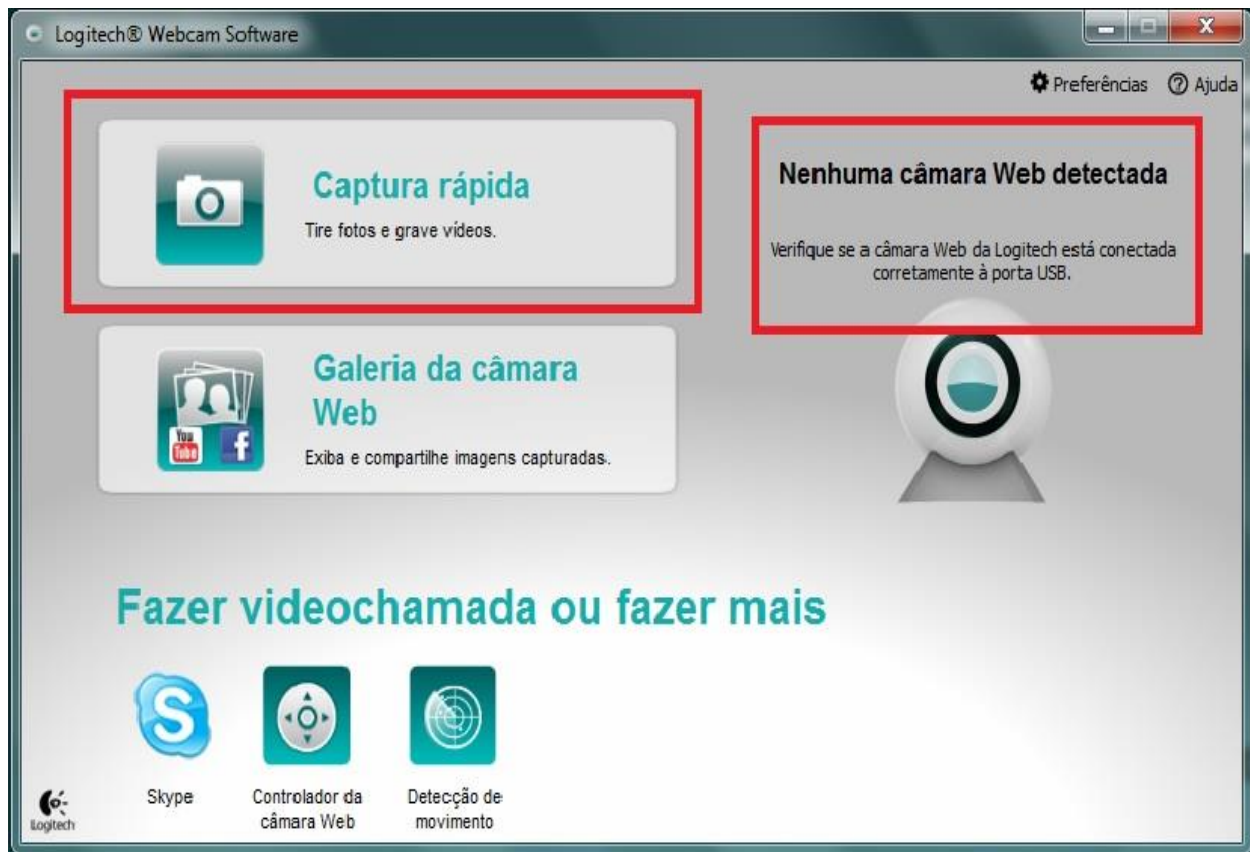 Logitech® Webcam Software
Preferências
Ajuda
Captura rápida
Tire fotos e grave vídeos.
Nenhuma câmara Web detectada
Verifique se a câmara Web da Logitech está conectada
corretamente à porta USB.
Galeria da câmara
Web
Exiba e compartilhe imagens capturadas.
You
Tube
f
Fazer videochamada ou fazer mais
S
Skype
Controlador da
câmara Web
Detecção de
movimento
Logitech